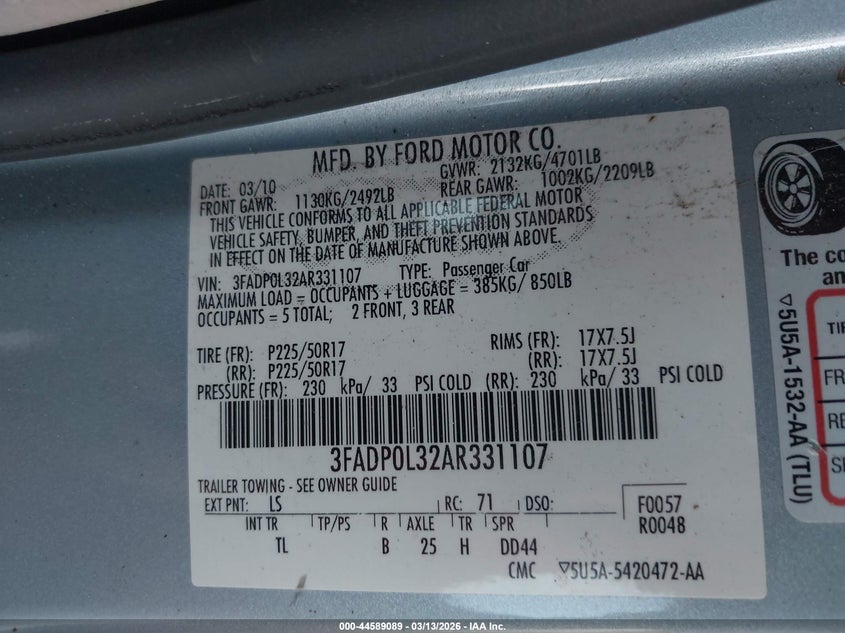 MFD. BY FORD MOTOR CO.
DATE: 03/10 GVWR: 2132KG/4701LB
FRONT GAWR: 1130KG/2492LB REAR GAWR: 1002KG/2209LB
THIS VEHICLE CONFORMS TO ALL APPLICABLE FEDERAL MOTOR
VEHICLE SAFETY, BUMPER, AND THEFT PREVENTION STANDARDS
IN EFFECT ON THE DATE OF MANUFACTURE SHOWN ABOVE.
VIN: 3FADP0L32AR331107 TYPE: Passenger Car
MAXIMUM LOAD = OCCUPANTS + LUGGAGE = 385KG/ 850LB
OCCUPANTS = 5 TOTAL; 2 FRONT, 3 REAR
TIRE (FR): P225/50R17 RIMS (FR): 17X7.5J
(RR): P225/50R17 (RR): 17X7.5J
PRESSURE (FR): 230 kPa/ 33 PSI COLD (RR): 230 kPa/ 33 PSI COLD
3FADP0L32AR331107
TRAILER TOWING - SEE OWNER GUIDE
EXT PNT: LS RC: 71 DSO: F0057
INT TR TP/PS R AXLE TR SPR R0048
TL B 25 H DD44
CMC ▽5U5A-5420472-AA
The co
an
▽5U5A-1532-AA (TLU)
TIR
FR
RE
SP
000-44589089 - 03/13/2026 - IAA Inc.